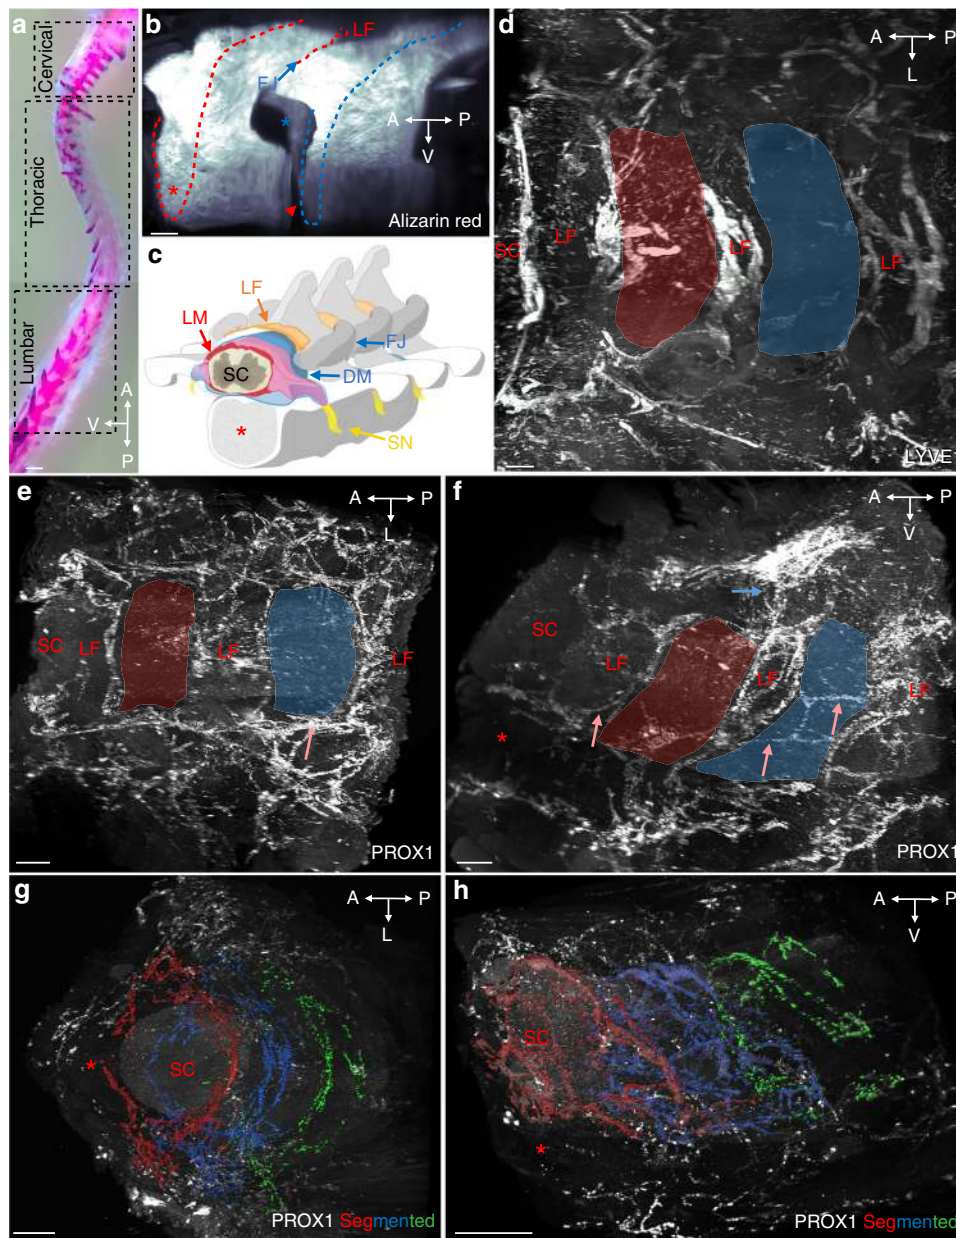 a
Cervical
Thoracic
Lumbar
A
V
P
b
LF
FJ
*
A P
V
*
Alizarin red
c
LF
LM
FJ
SC
DM
*
SN
d
A P
L
SC LF LF LF
LYVE1
e
A P
L
SC LF LF LF
PROX1
f
A P
V
SC
LF LF LF
*
PROX1
g
A P
L
* SC
PROX1 Segmented
h
A P
V
SC
*
PROX1 Segmented